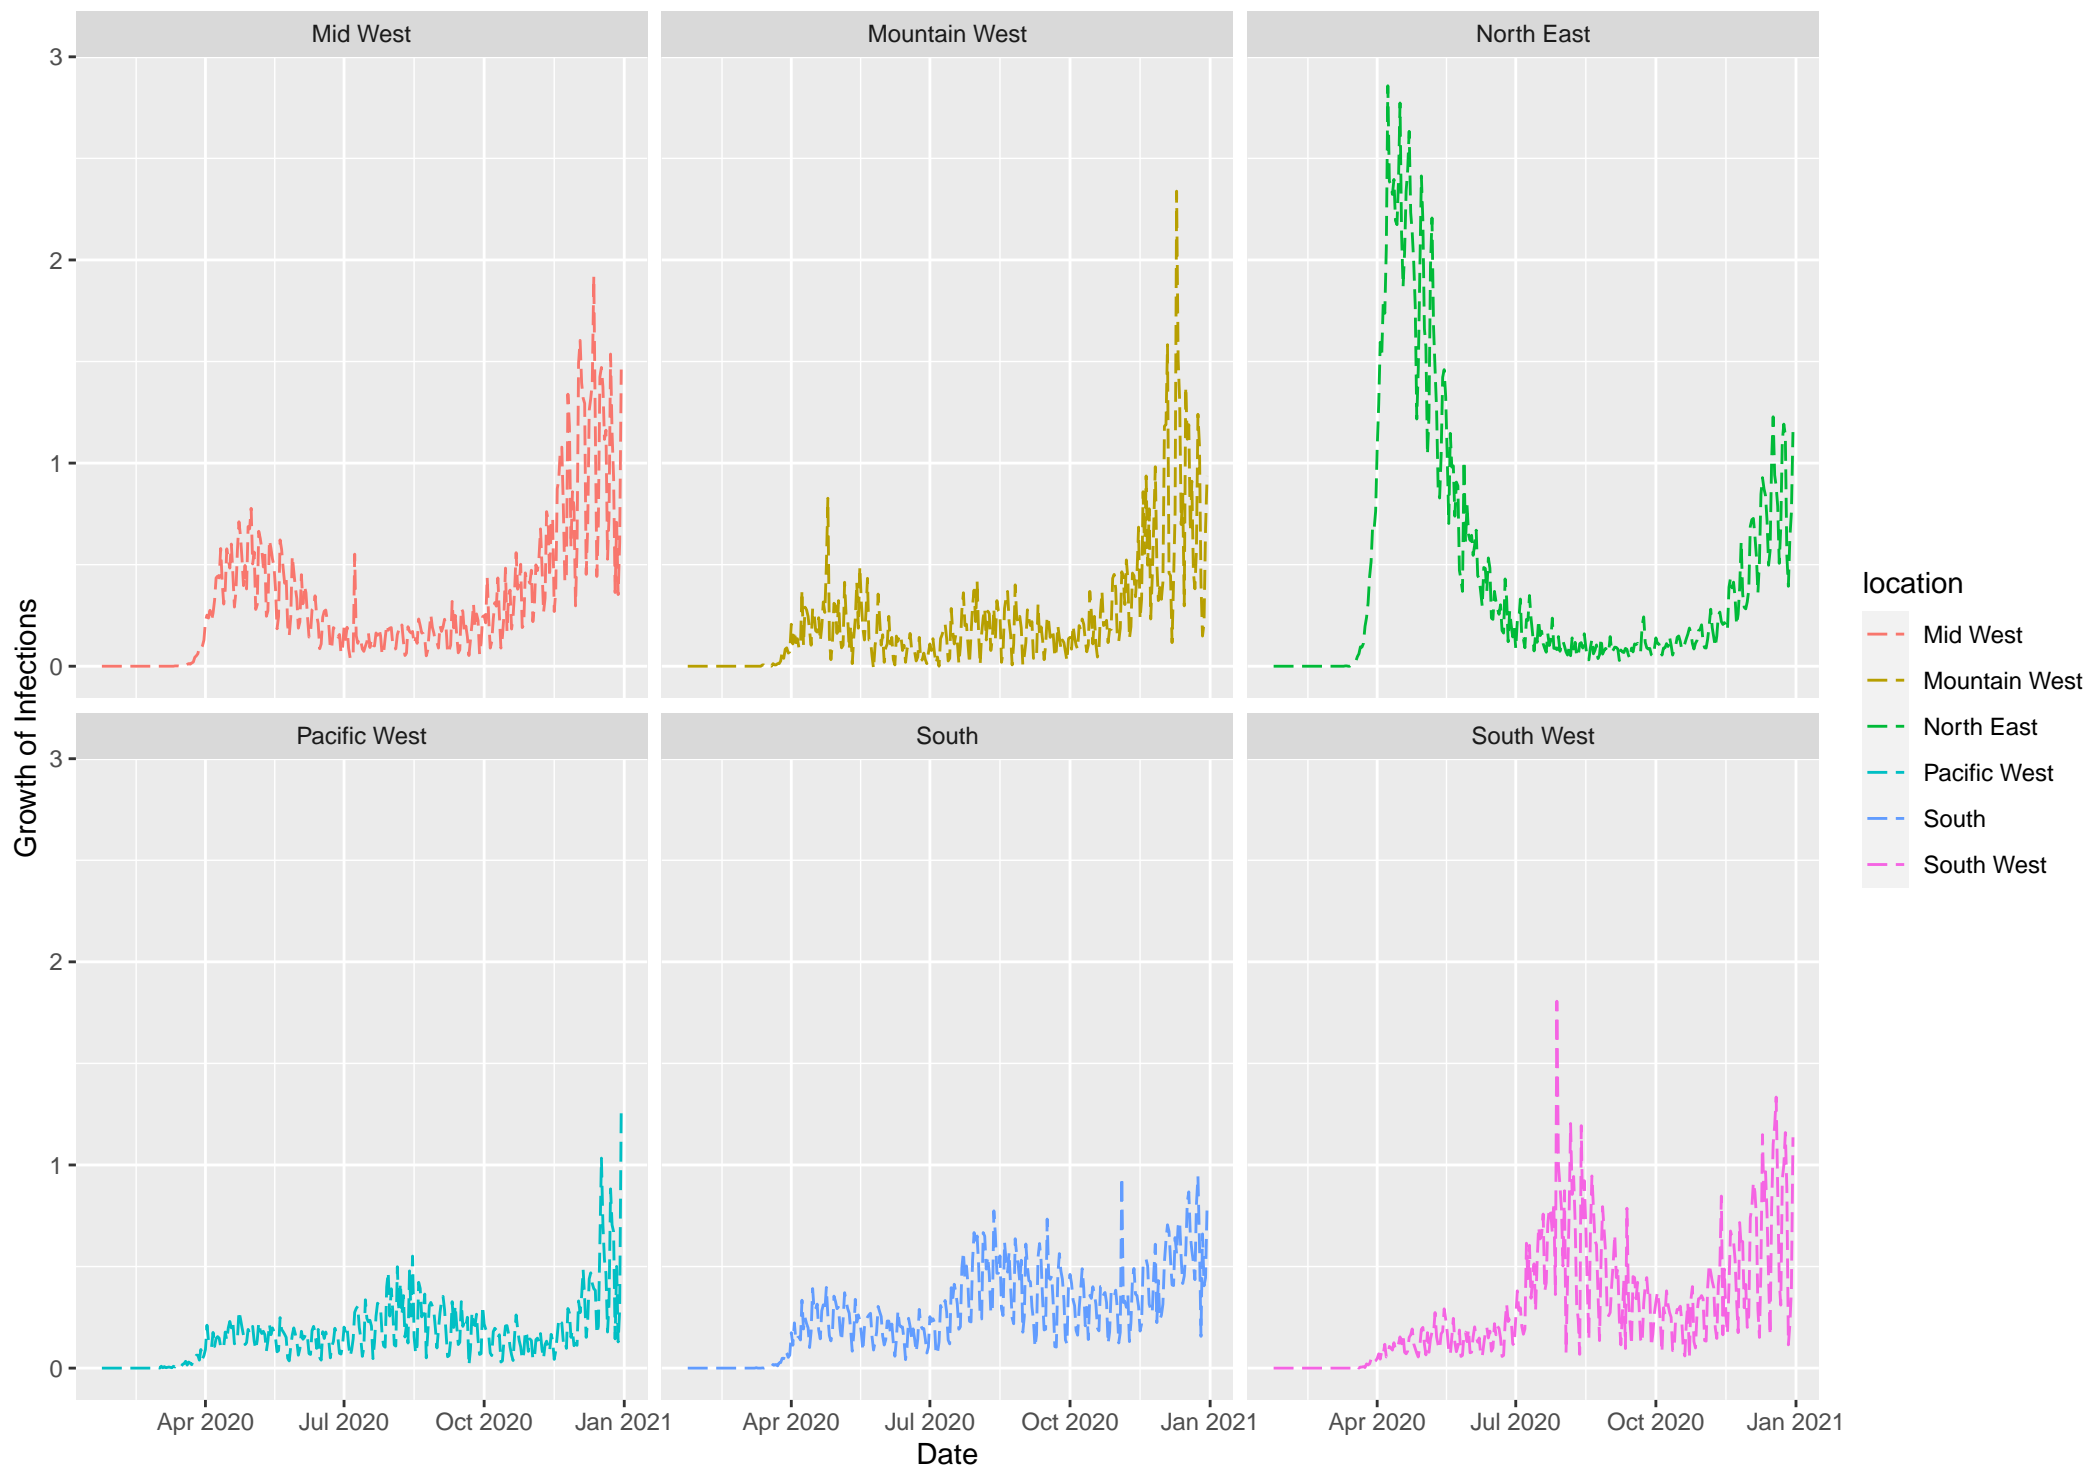 Mid West
Mountain West
North East
3
2
1
0
Pacific West
South
South West
3
2
1
0
Growth of Infections
Apr 2020
Jul 2020
Oct 2020
Jan 2021
Apr 2020
Jul 2020
Oct 2020
Jan 2021
Apr 2020
Jul 2020
Oct 2020
Jan 2021
Date
location
Mid West
Mountain West
North East
Pacific West
South
South West